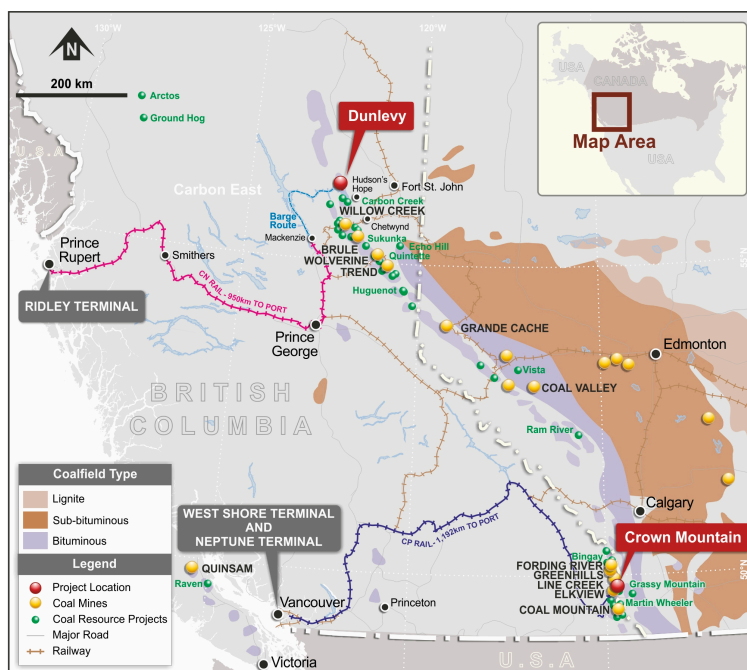 130°W
125°W
120°W
N
200 km
U.S.A
Arctos
Ground Hog
Dunlevy
USA
CANADA
USA
Map Area
Hudson's
Hope
Fort St. John
Carbon East
Carbon Creek
WILLOW CREEK
Chetwynd
Barge
Route
Mackenzie
Sukunka
Echo Hill
BRULE
Quintette
WOLVERINE
TREND
Huguenot
Prince
Rupert
Smithers
RIDLEY TERMINAL
CN RAIL - 950km TO PORT
Prince
George
GRANDE CACHE
Edmonton
Vista
COAL VALLEY
BRITISH
COLUMBIA
Ram River
Coalfield Type
Lignite
Sub-bituminous
Bituminous
Legend
Project Location
Coal Mines
Coal Resource Projects
Major Road
Railway
WEST SHORE TERMINAL
AND
NEPTUNE TERMINAL
CP RAIL - 1,192km TO PORT
Calgary
Crown Mountain
Bingay
FORDING RIVER
GREENHILLS
LINE CREEK
ELKVIEW
COAL MOUNTAIN
Grassy Mountain
Martin Wheeler
50°N
QUINSAM
Raven
Vancouver
Princeton
Victoria
U.S.A